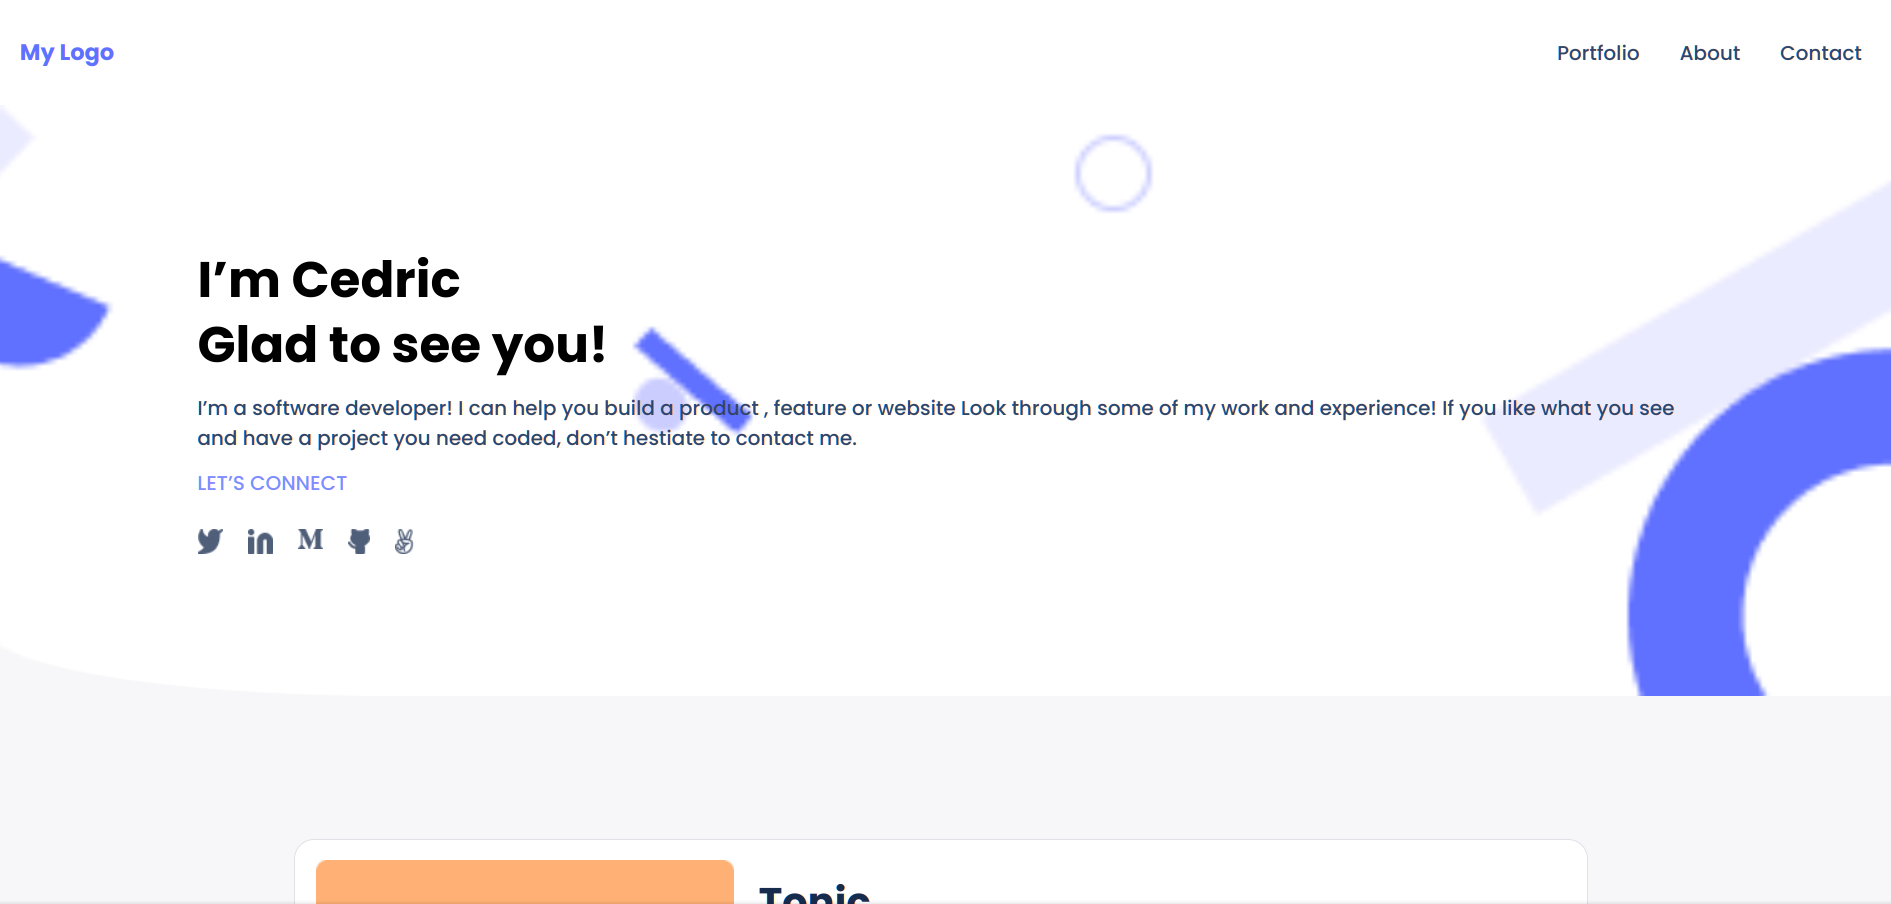 My Logo
Portfolio About Contact
I’m Cedric
Glad to see you!
I’m a software developer! I can help you build a product , feature or website Look through some of my work and experience! If you like what you see
and have a project you need coded, don’t hestiate to contact me.
LET’S CONNECT
Tonic